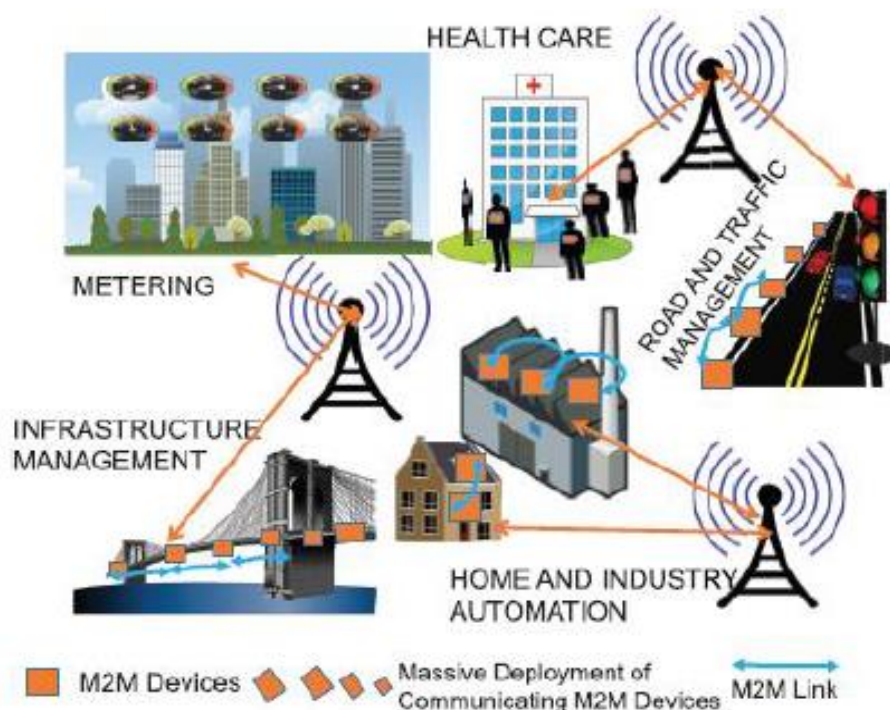 HEALTH CARE
METERING
ROAD AND TRAFFIC
MANAGEMENT
INFRASTRUCTURE
MANAGEMENT
HOME AND INDUSTRY
AUTOMATION
M2M Devices
Massive Deployment of
Communicating M2M Devices
M2M Link